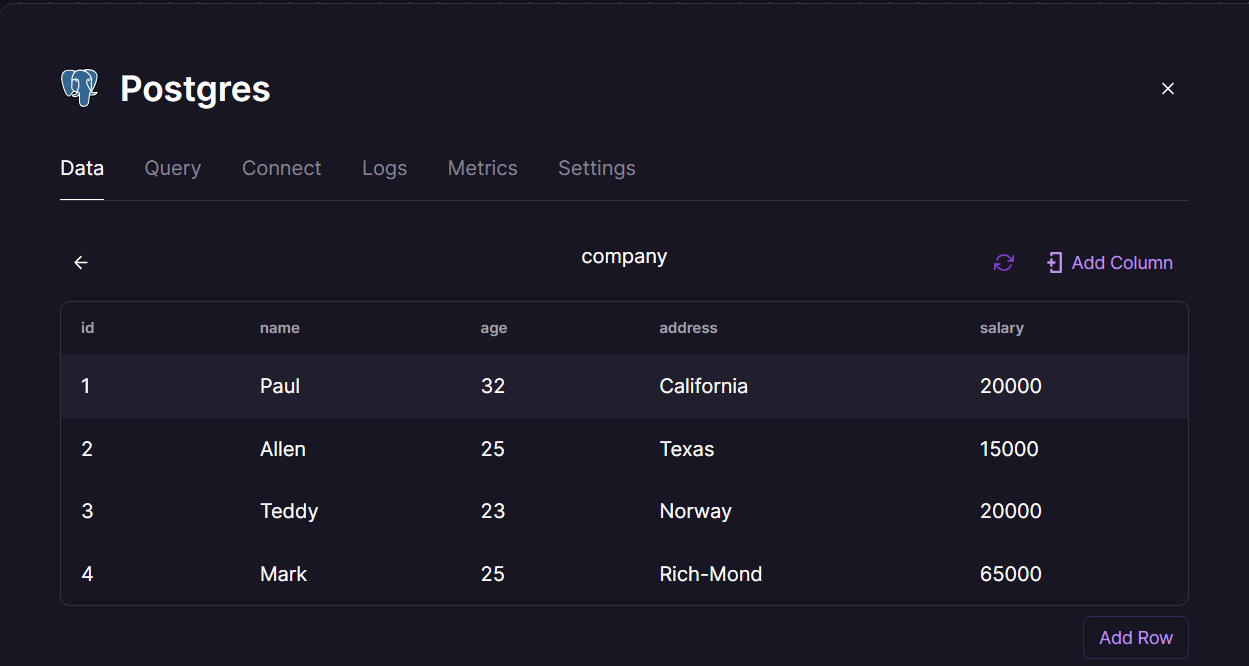 Postgres
Data Query Connect Logs Metrics Settings
company
Add Column
id name age address salary
1 Paul 32 California 20000
2 Allen 25 Texas 15000
3 Teddy 23 Norway 20000
4 Mark 25 Rich-Mond 65000
Add Row